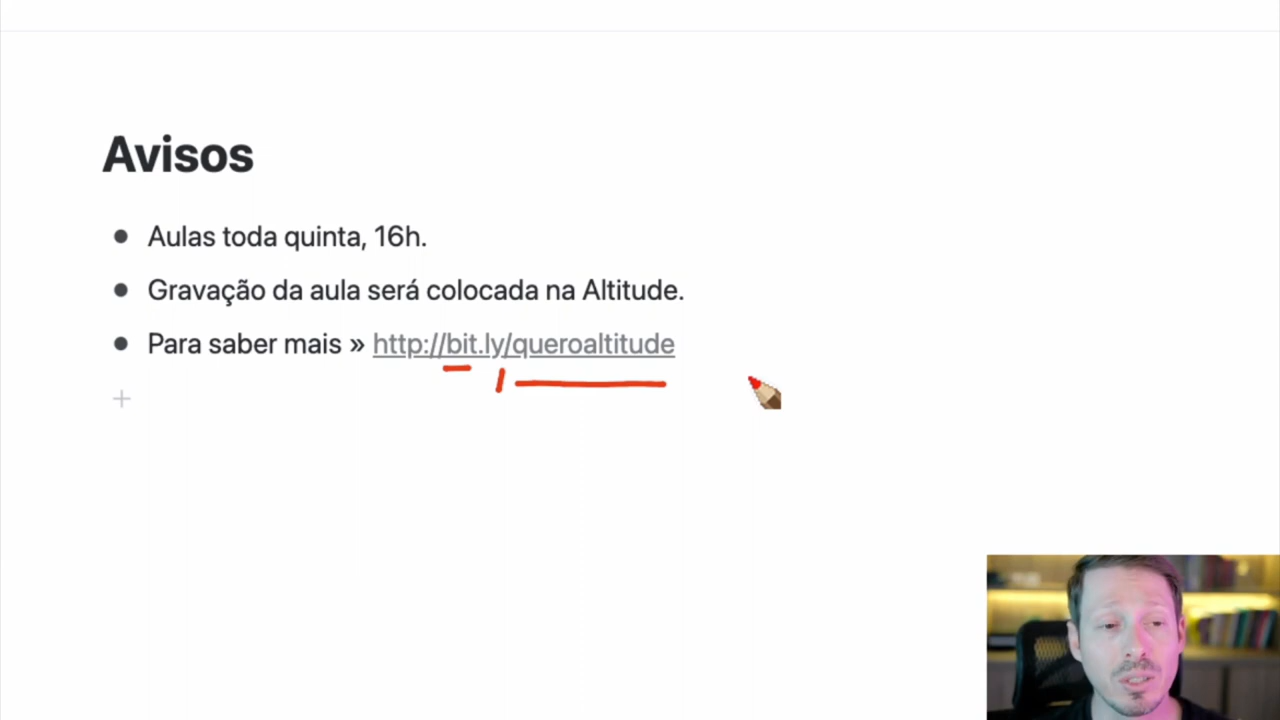 Avisos
Aulas toda quinta, 16h.
Gravação da aula será colocada na Altitude.
Para saber mais » http://bit.ly/queroaltitude